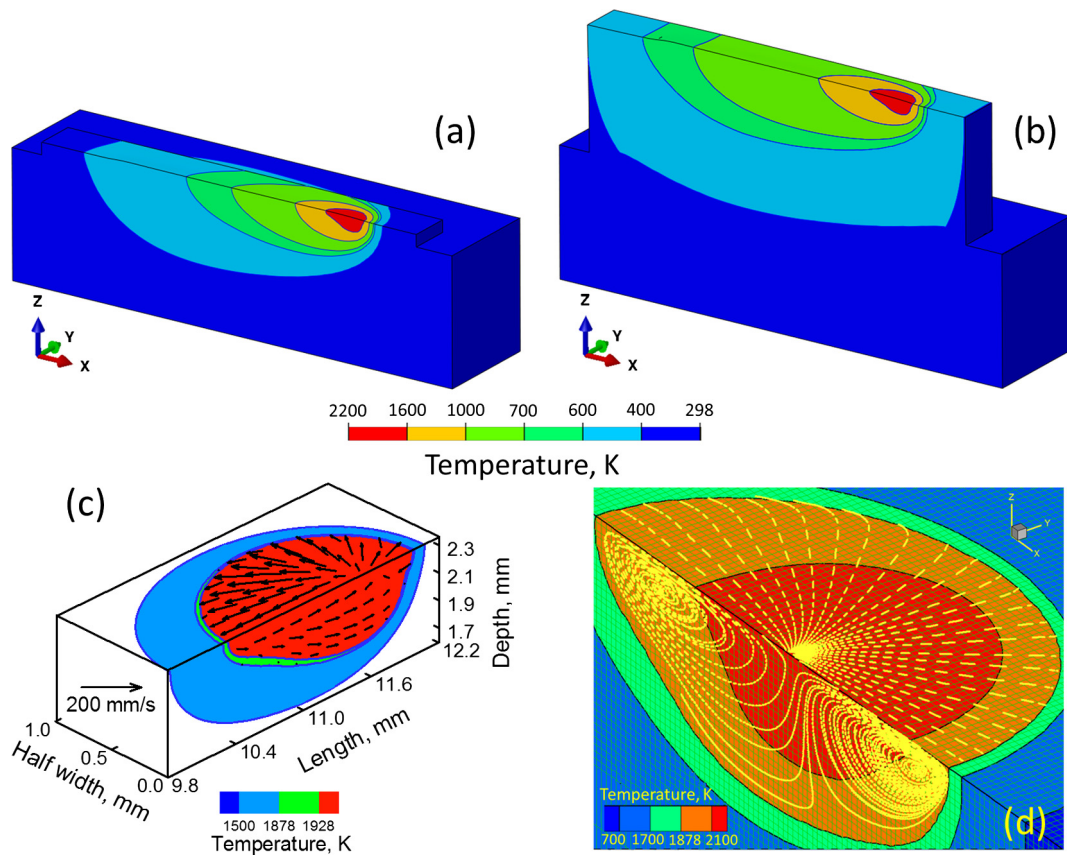 (a)
(b)
Z
Y
X
Z
Y
X
2200 1600 1000 700 600 400 298
Temperature, K
(c)
2.3
2.1
1.9
1.7
Depth, mm
12.2
11.6
11.0
10.4
9.8
Length, mm
200 mm/s
1.0
0.5
0.0
Half width, mm
1500 1878 1928
Temperature, K
Z
Y
X
Temperature, K
700 1700 1878 2100
(d)